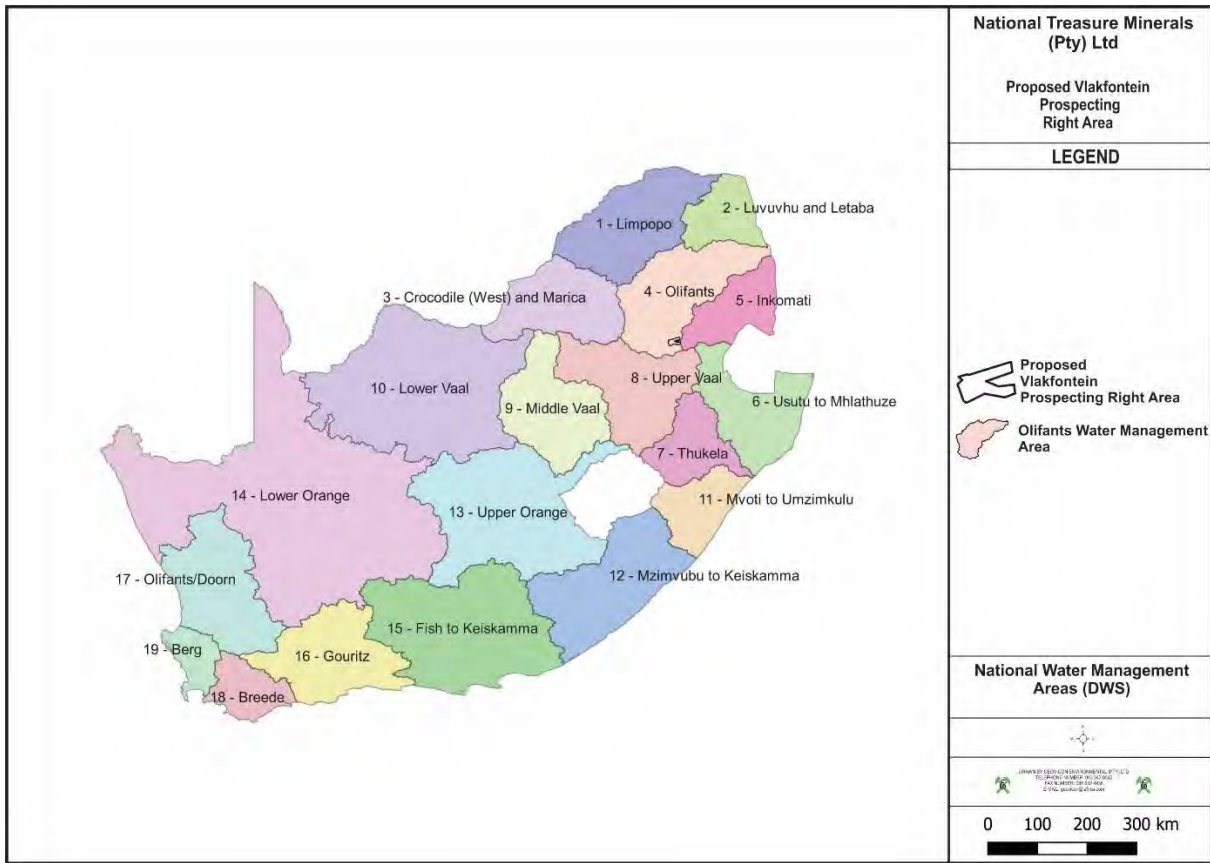 National Treasure Minerals
(Pty) Ltd
Proposed Vlakfontein
Prospecting
Right Area
LEGEND
Proposed
Vlakfontein
Prospecting Right Area
Olifants Water Management
Area
National Water Management
Areas (DWS)
0 100 200 300 km
1 - Limpopo
2 - Luvuvhu and Letaba
3 - Crocodile (West) and Marica
4 - Olifants
5 - Inkomati
6 - Usutu to Mhlathuze
7 - Thukela
8 - Upper Vaal
9 - Middle Vaal
10 - Lower Vaal
11 - Mvoti to Umzimkulu
12 - Mzimvubu to Keiskamma
13 - Upper Orange
14 - Lower Orange
15 - Fish to Keiskamma
16 - Gouritz
17 - Olifants/Doorn
18 - Breede
19 - Berg